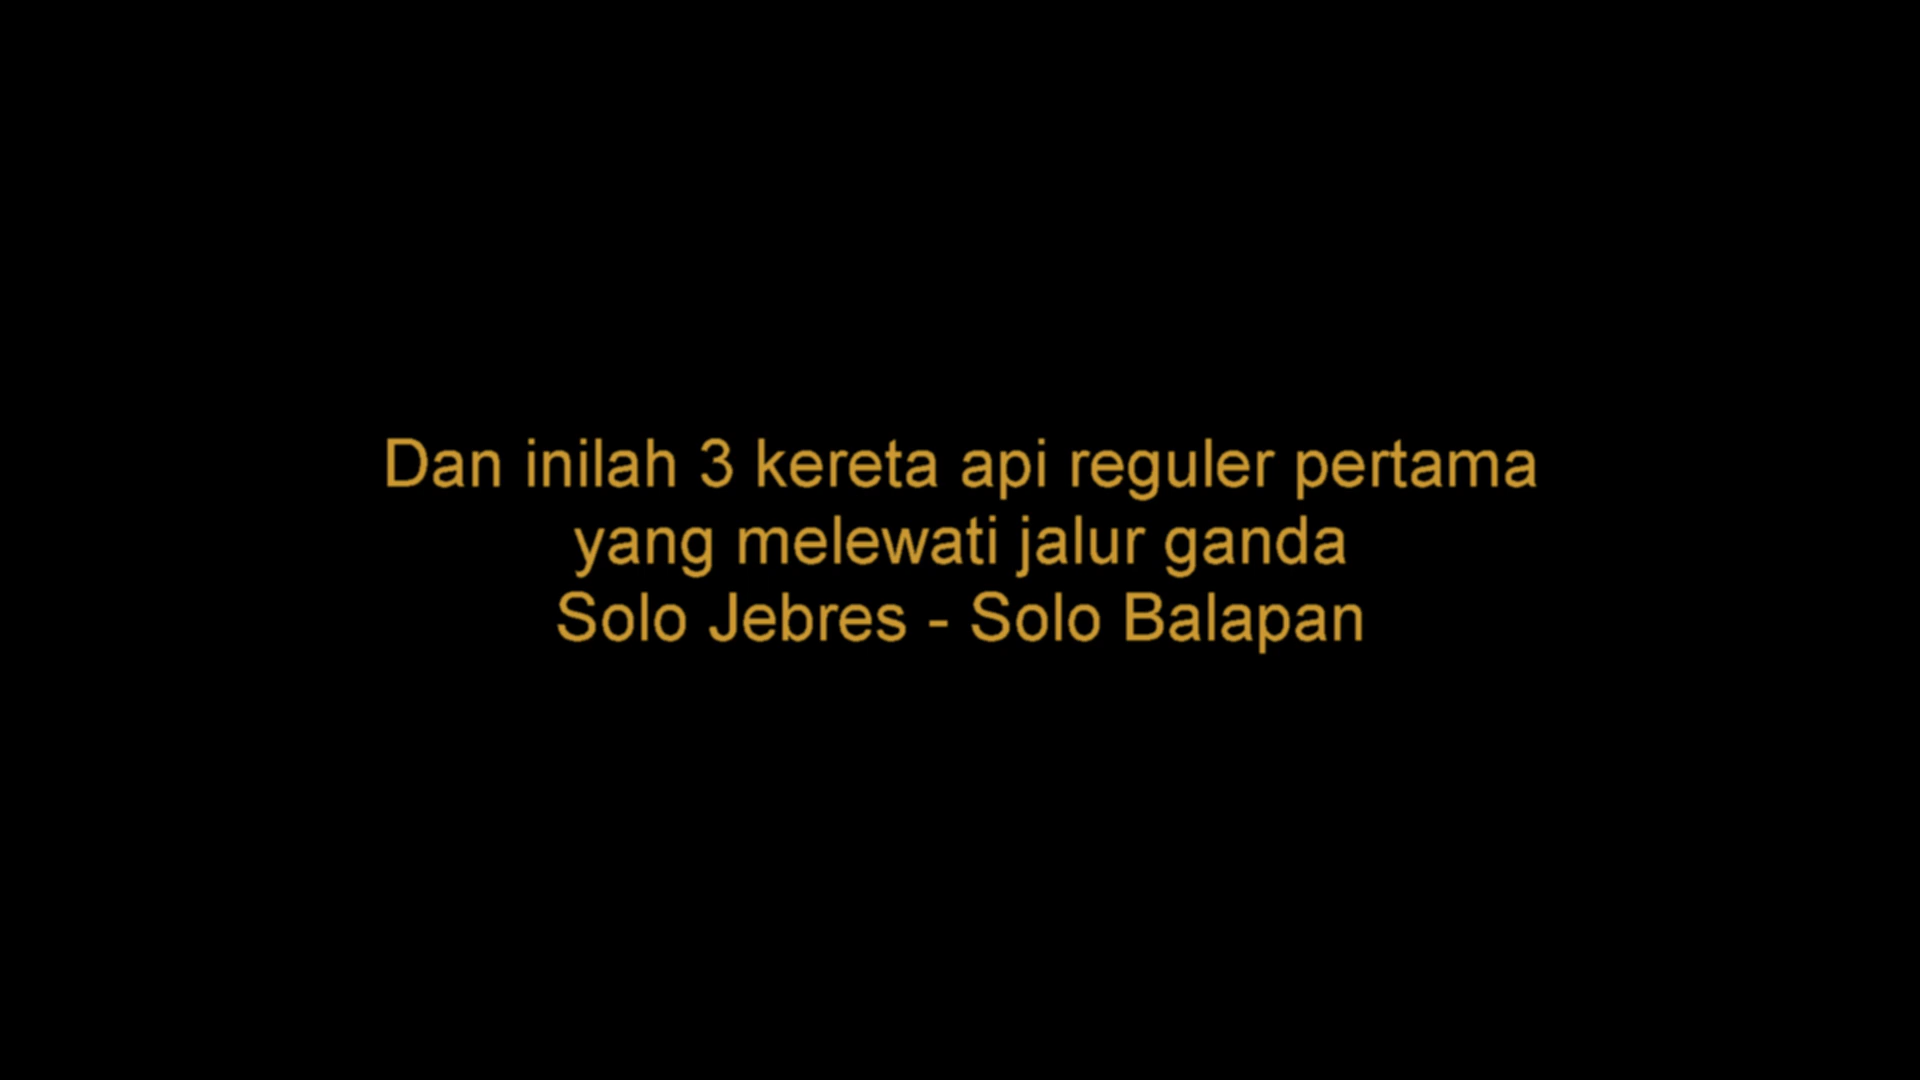 Dan inilah 3 kereta api reguler pertama
yang melewati jalur ganda
Solo Jebres - Solo Balapan